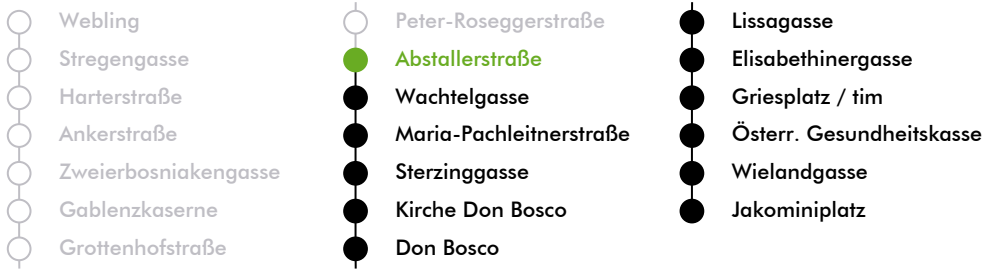 Webling
Stregengasse
Harterstraße
Ankerstraße
Zweierbosniakengasse
Gablenzkaserne
Grottenhofstraße
Peter-Roseggerstraße
Abstallerstraße
Wachtelgasse
Maria-Pachleitnerstraße
Sterzinggasse
Kirche Don Bosco
Don Bosco
Lissagasse
Elisabethinergasse
Griesplatz / tim
Österr. Gesundheitskasse
Wielandgasse
Jakominiplatz